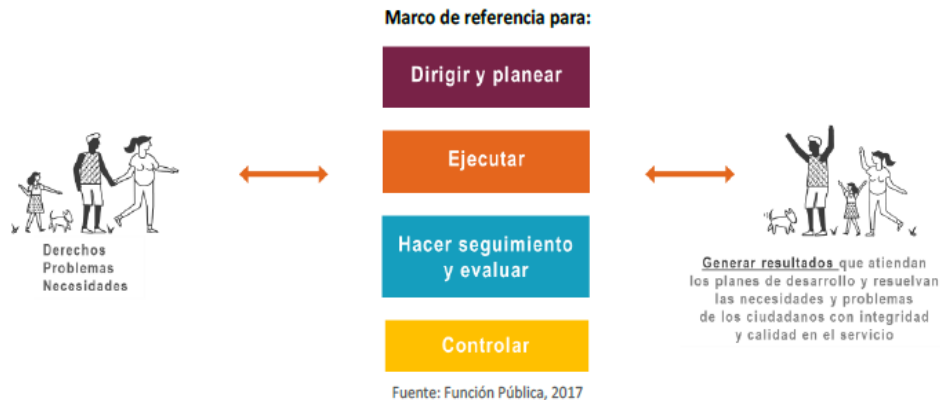 Marco de referencia para:
Dirigir y planear
Ejecutar
Hacer seguimiento
y evaluar
Controlar
Fuente: Función Pública, 2017
Derechos
Problemas
Necesidades
Generar resultados que atiendan
los planes de desarrollo y resuelvan
las necesidades y problemas
de los ciudadanos con integridad
y calidad en el servicio